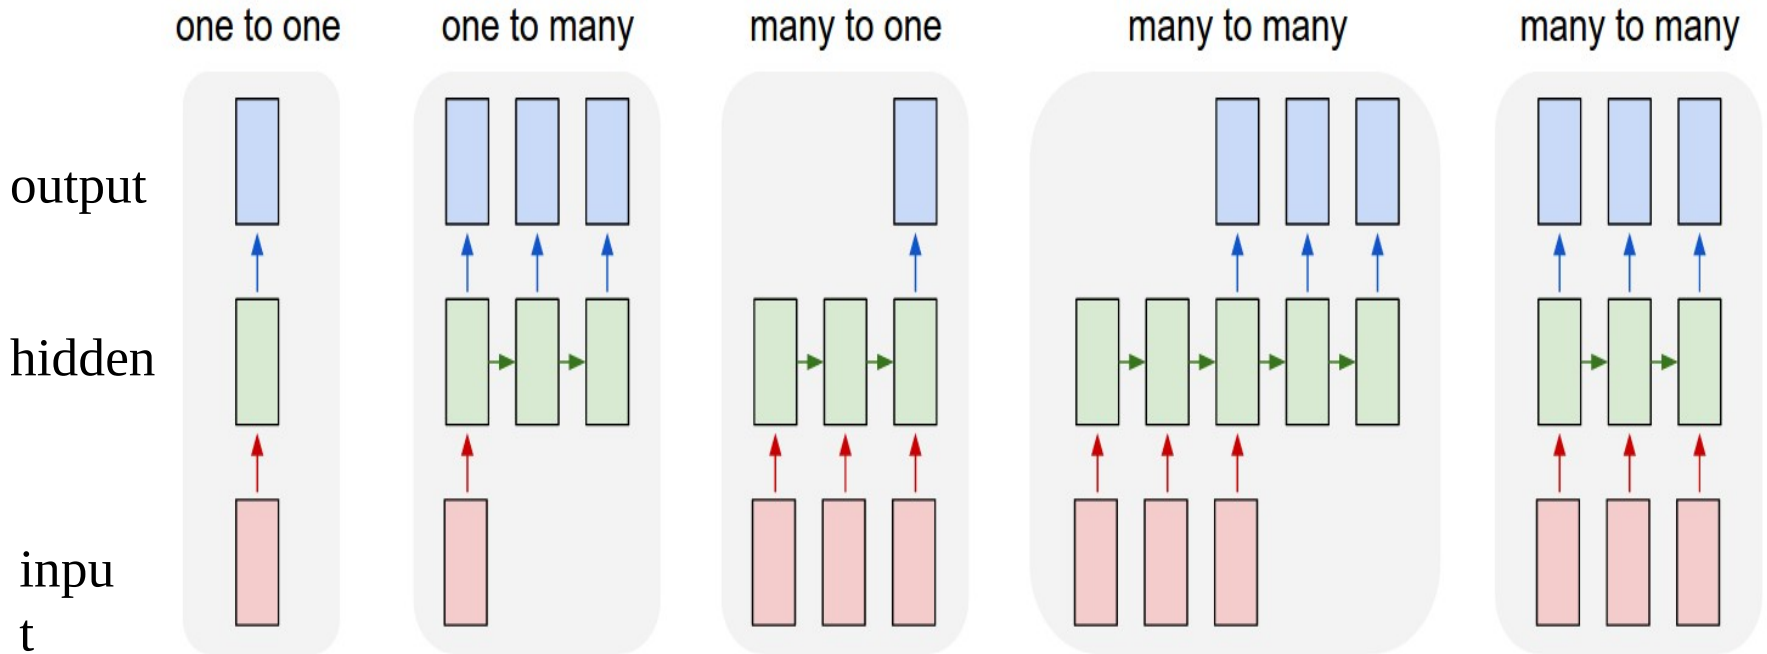 one to one
one to many
many to one
many to many
many to many
output
hidden
inpu
t